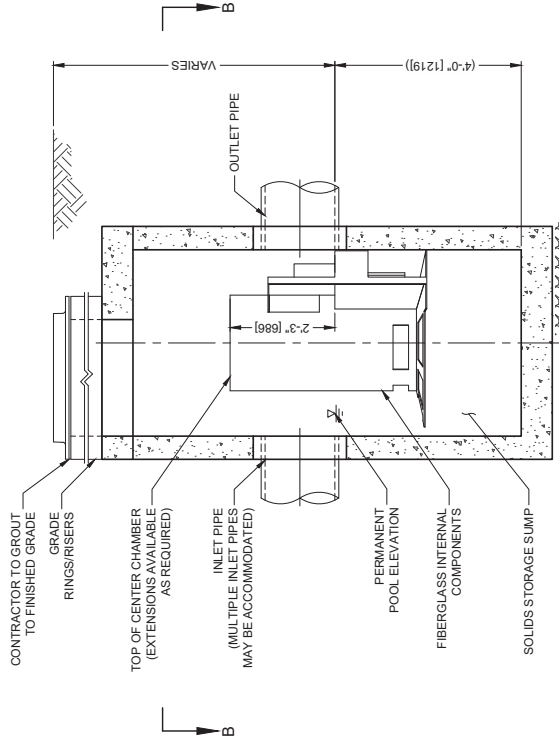 CONTRACTOR TO GROUT
TO FINISHED GRADE
GRADE
RINGS/RISERS
TOP OF CENTER CHAMBER
(EXTENSIONS AVAILABLE
AS REQUIRED)
INLET PIPE
(MULTIPLE INLET PIPES
MAY BE ACCOMMODATED)
PERMANENT
POOL ELEVATION
FIBERGLASS INTERNAL
COMPONENTS
SOLIDS STORAGE SUMP
B
B
2'-3" [686]
OUTLET PIPE
VARIES
(4'-0" [1219])